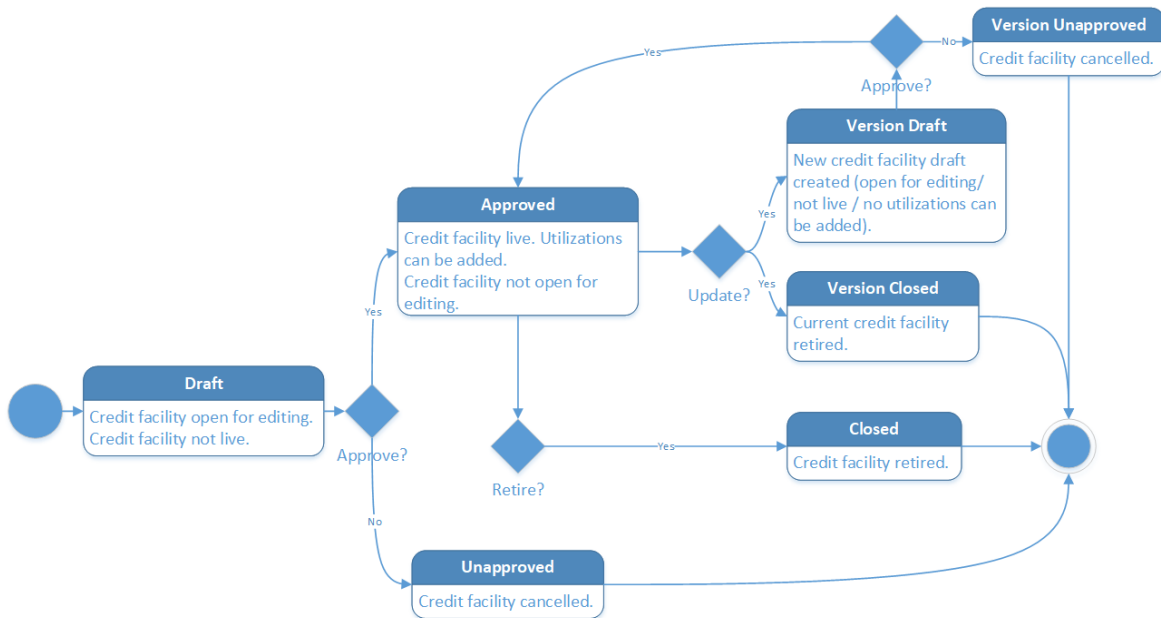 Version Unapproved
Credit facility cancelled.
No
Yes
Approve?
Version Draft
New credit facility draft
created (open for editing/
not live / no utilizations can
be added).
Yes
Approved
Credit facility live. Utilizations
can be added.
Credit facility not open for
editing.
Update?
Yes
Version Closed
Current credit facility
retired.
Yes
Draft
Credit facility open for editing.
Credit facility not live.
Approve?
Closed
Credit facility retired.
Yes
Retire?
No
Unapproved
Credit facility cancelled.